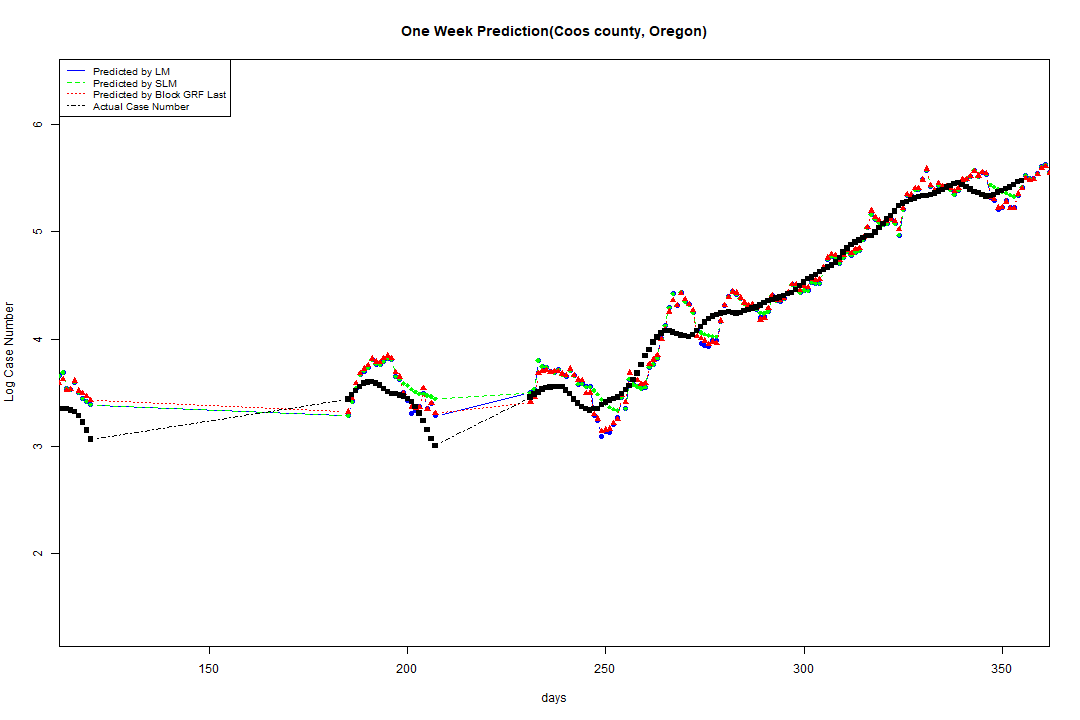 One Week Prediction(Coos county, Oregon)
Predicted by LM
Predicted by SLM
Predicted by Block GRF Last
Actual Case Number
6
5
4
3
2
Log Case Number
150 200 250 300 350
days